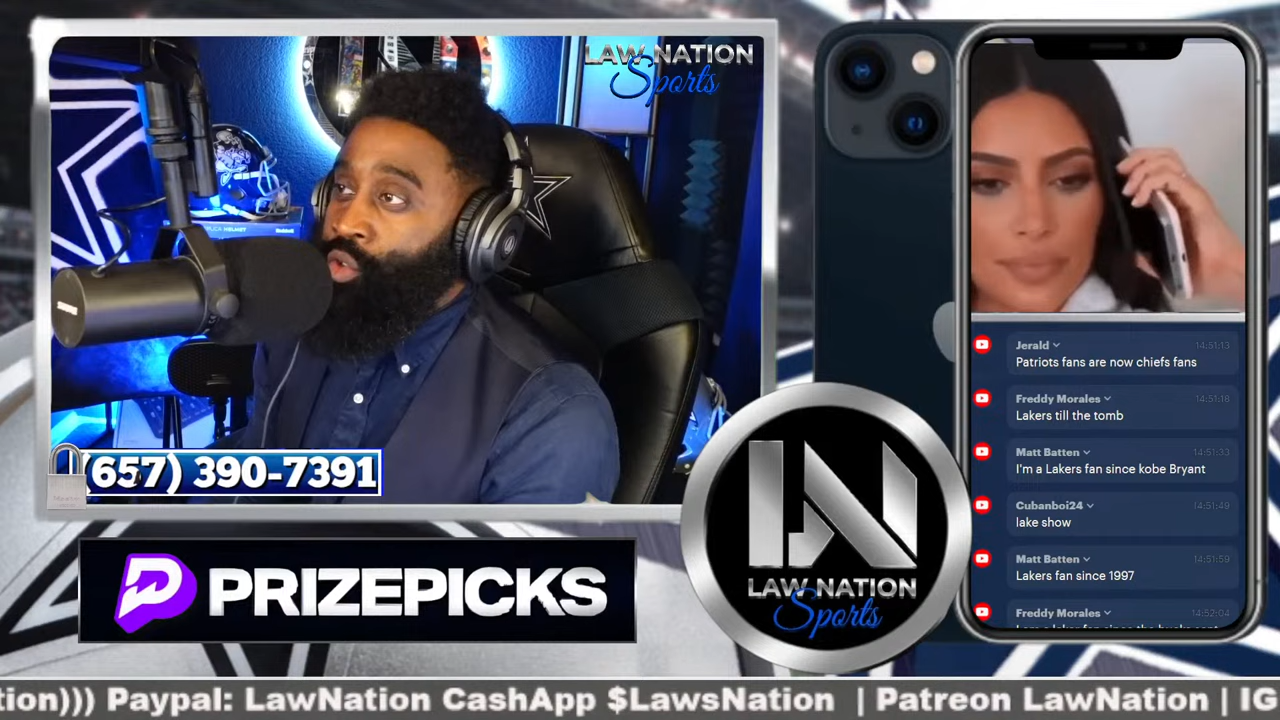 LAW NATION
Sports
(657) 390-7391
PRIZEPICKS
LN
LAW NATION
Sports
Jerald
14:51:13
Patriots fans are now chiefs fans
Freddy Morales
14:51:18
Lakers till the tomb
Matt Batten
14:51:33
I'm a Lakers fan since kobe Bryant
Cubanboi24
14:51:49
lake show
Matt Batten
14:51:59
Lakers fan since 1997
Freddy Morales
14:52:04
tion))) Paypal: LawNation CashApp $LawsNation | Patreon LawNation | IG